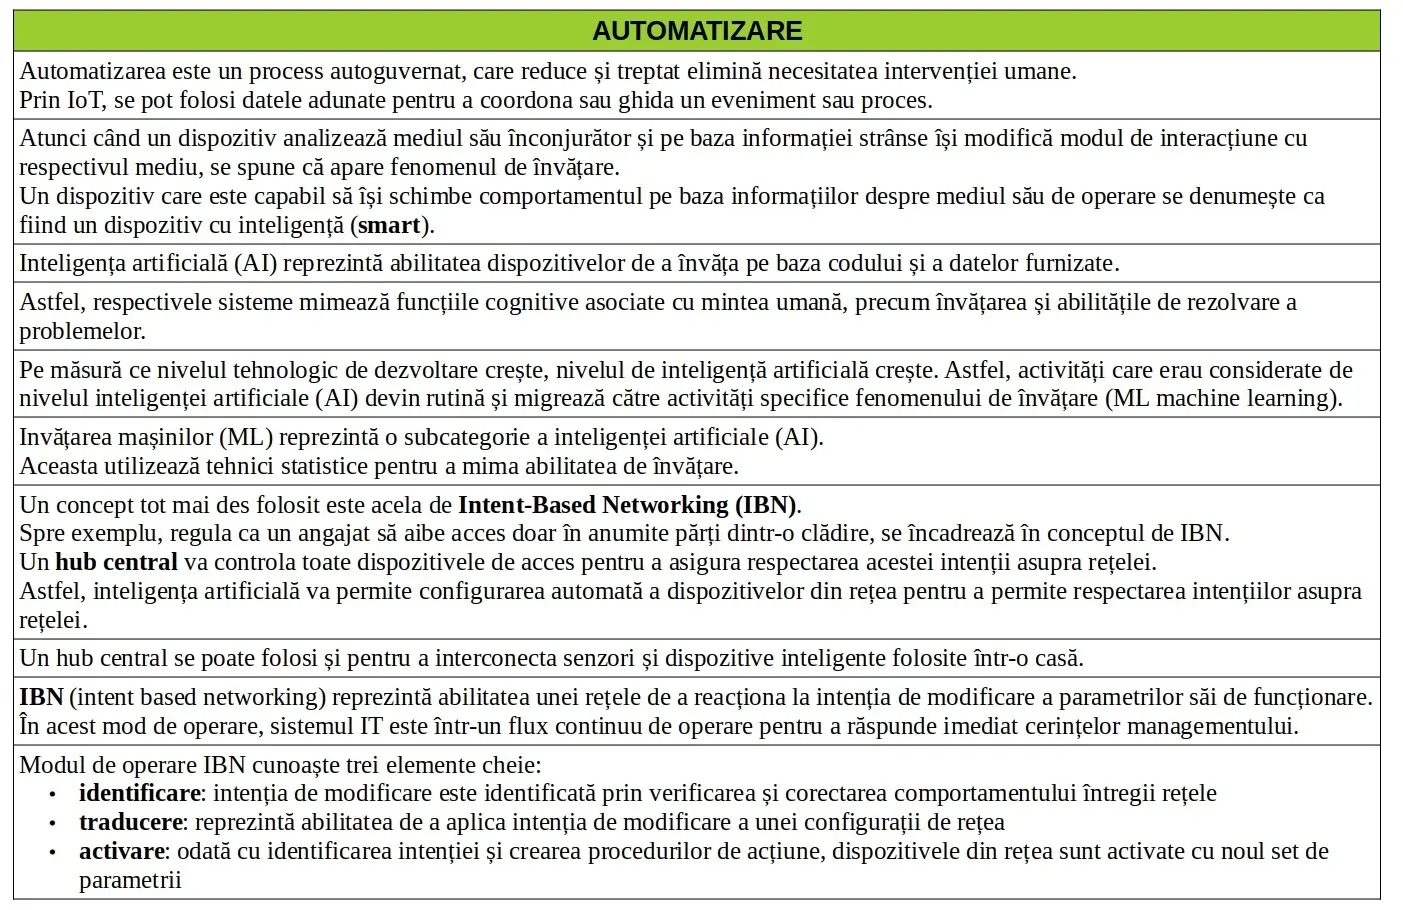 AUTOMATIZARE
Automatizarea este un process autoguvernat, care reduce și treptat elimină necesitatea intervenției umane.
Prin IoT, se pot folosi datele adunate pentru a coordona sau ghida un eveniment sau proces.
Atunci când un dispozitiv analizează mediul său înconjurător și pe baza informației strânse își modifică modul de interacțiune cu
respectivul mediu, se spune că apare fenomenul de învățare.
Un dispozitiv care este capabil să își schimbe comportamentul pe baza informațiilor despre mediul său de operare se denumește ca
fiind un dispozitiv cu inteligență (smart).
Inteligența artificială (AI) reprezintă abilitatea dispozitivelor de a învăța pe baza codului și a datelor furnizate.
Astfel, respectivele sisteme mimează funcțiile cognitive asociate cu mintea umană, precum învățarea și abilitățile de rezolvare a
problemelor.
Pe măsură ce nivelul tehnologic de dezvoltare crește, nivelul de inteligență artificială crește. Astfel, activități care erau considerate de
nivelul inteligenței artificiale (AI) devin rutină și migrează către activități specifice fenomenului de învățare (ML machine learning).
Invățarea mașinilor (ML) reprezintă o subcategorie a inteligenței artificiale (AI).
Aceasta utilizează tehnici statistice pentru a mima abilitatea de învățare.
Un concept tot mai des folosit este acela de Intent-Based Networking (IBN).
Spre exemplu, regula ca un angajat să aibe acces doar în anumite părți dintr-o clădire, se încadrează în conceptul de IBN.
Un hub central va controla toate dispozitivele de acces pentru a asigura respectarea acestei intenții asupra rețelei.
Astfel, inteligența artificială va permite configurarea automată a dispozitivelor din rețea pentru a permite respectarea intențiilor asupra
rețelei.
Un hub central se poate folosi și pentru a interconecta senzori și dispozitive inteligente folosite într-o casă.
IBN (intent based networking) reprezintă abilitatea unei rețele de a reacționa la intenția de modificare a parametrilor săi de funcționare.
În acest mod de operare, sistemul IT este într-un flux continuu de operare pentru a răspunde imediat cerințelor managementului.
Modul de operare IBN cunoaște trei elemente cheie:
• identificare: intenția de modificare este identificată prin verificarea și corectarea comportamentului întregii rețele
• traducere: reprezintă abilitatea de a aplica intenția de modificare a unei configurații de rețea
• activare: odată cu identificarea intenției și crearea procedurilor de acțiune, dispozitivele din rețea sunt activate cu noul set de
parametrii